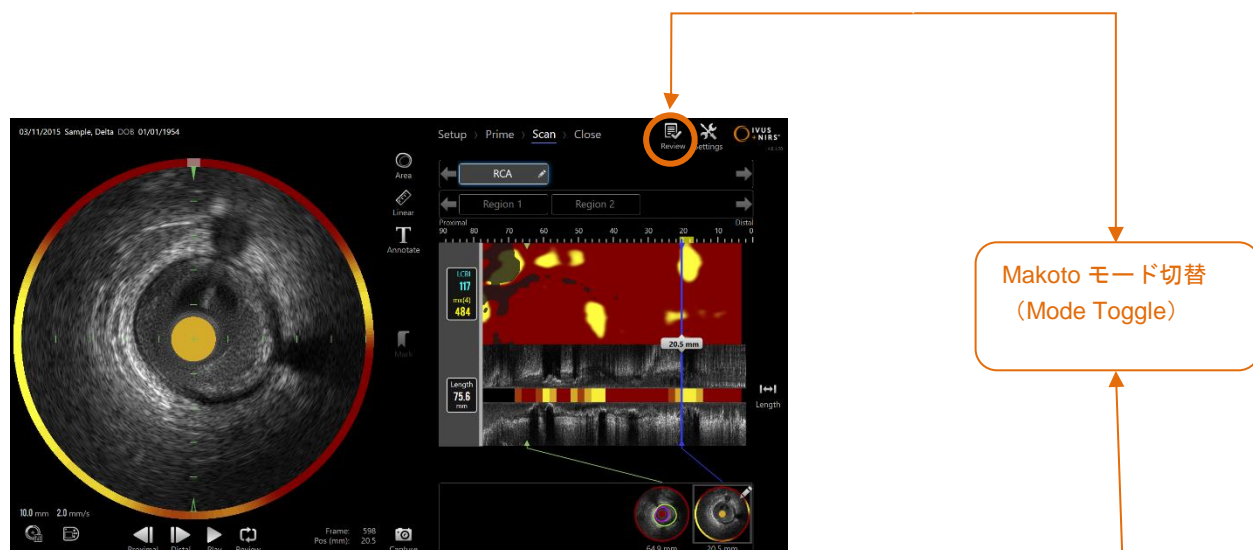 03/11/2015 Sample, Delta DOB 01/01/1954
Setup Prime Scan Close
Review
Settings
IVUS
+NIRS
Area
Linear
T
Annotate
Mark
RCA
Region 1 Region 2
Proximal Distal
90 80 70 60 50 40 30 20 10 0
LCBI
117
mx(4)
484
20.5 mm
Length
75.6
mm
Length
10.0 mm 2.0 mm/s
Proximal Distal Play Review
Frame: 598
Pos (mm): 20.5
Capture
64.9 mm 20.5 mm
Makoto モード切替
（Mode Toggle）